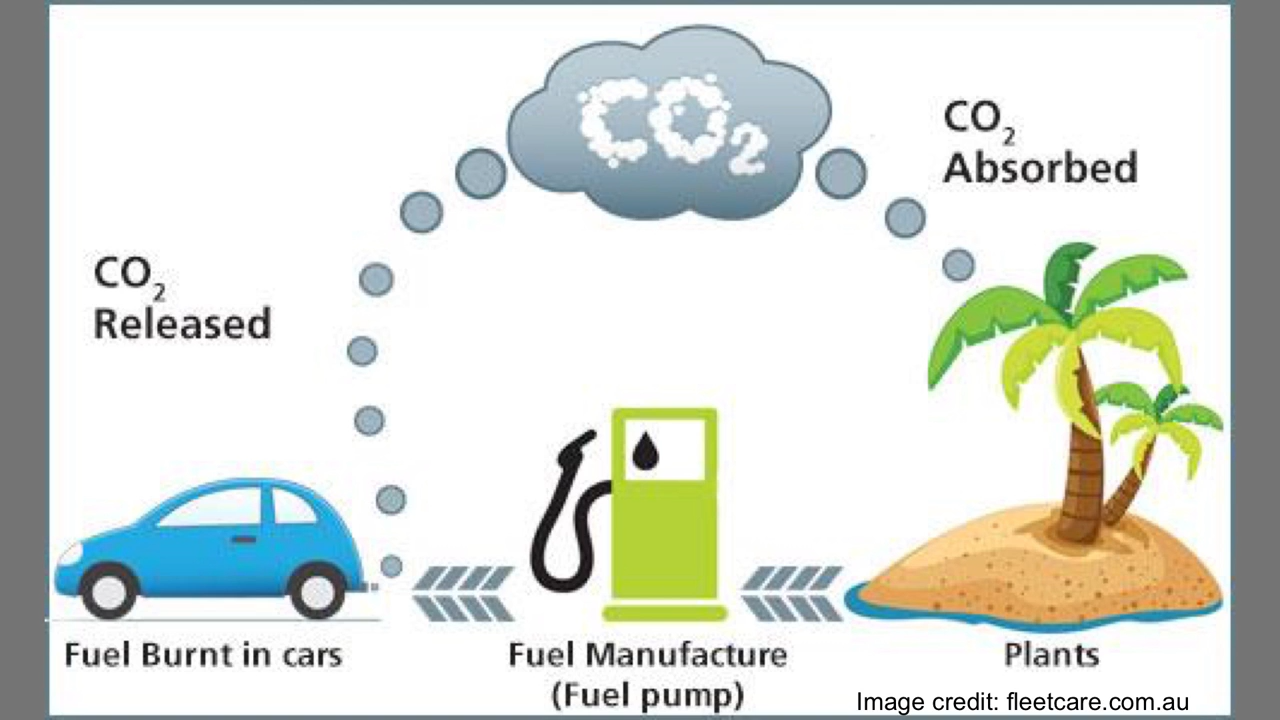 CO₂
CO₂
Absorbed
CO₂
Released
Fuel Burnt in cars
Fuel Manufacture
(Fuel pump)
Plants
Image credit: fleetcare.com.au